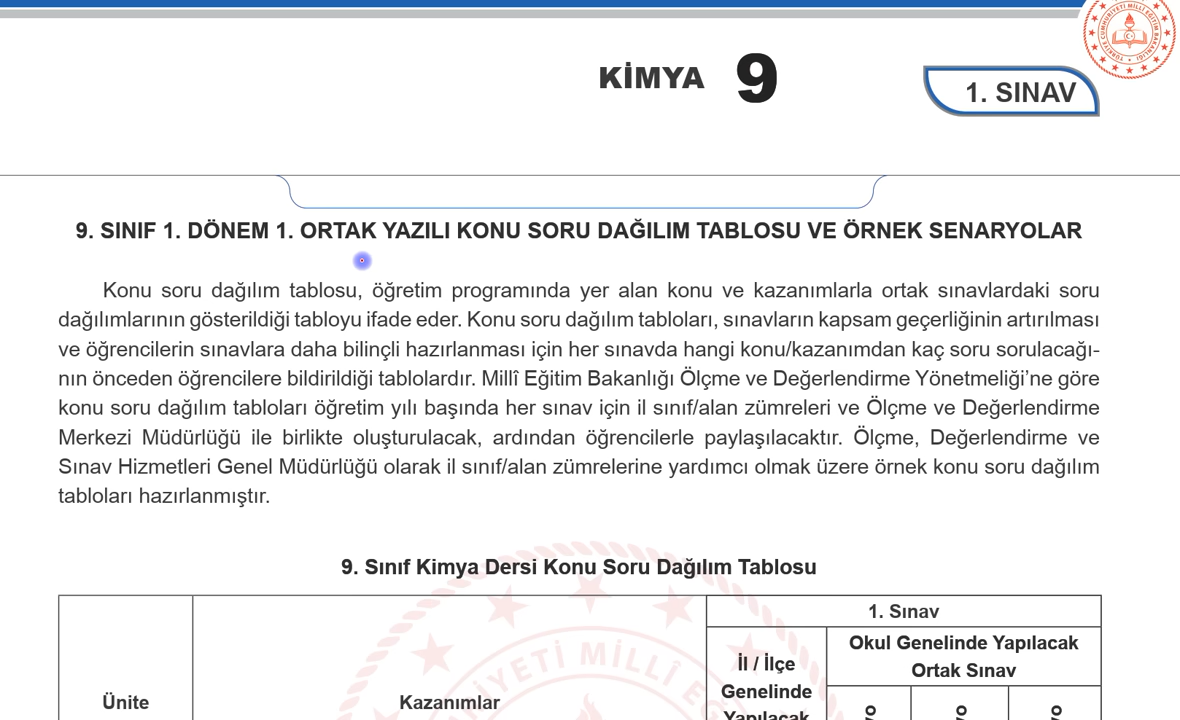 KİMYA 9
1. SINAV
9. SINIF 1. DÖNEM 1. ORTAK YAZILI KONU SORU DAĞILIM TABLOSU VE ÖRNEK SENARYOLAR
Konu soru dağılım tablosu, öğretim programında yer alan konu ve kazanımlarla ortak sınavlardaki soru
dağılımlarının gösterildiği tabloyu ifade eder. Konu soru dağılım tabloları, sınavların kapsam geçerliğinin artırılması
ve öğrencilerin sınavlara daha bilinçli hazırlanması için her sınavda hangi konu/kazanımdan kaç soru sorulacağı-
nın önceden öğrencilere bildirildiği tablolardır. Millî Eğitim Bakanlığı Ölçme ve Değerlendirme Yönetmeliği’ne göre
konu soru dağılım tabloları öğretim yılı başında her sınav için il sınıf/alan zümreleri ve Ölçme ve Değerlendirme
Merkezi Müdürlüğü ile birlikte oluşturulacak, ardından öğrencilerle paylaşılacaktır. Ölçme, Değerlendirme ve
Sınav Hizmetleri Genel Müdürlüğü olarak il sınıf/alan zümrelerine yardımcı olmak üzere örnek konu soru dağılım
tabloları hazırlanmıştır.
9. Sınıf Kimya Dersi Konu Soru Dağılım Tablosu
1. Sınav
Okul Genelinde Yapılacak
Ortak Sınav
İl / İlçe
Genelinde
Yapılacak
Ünite
Kazanımlar